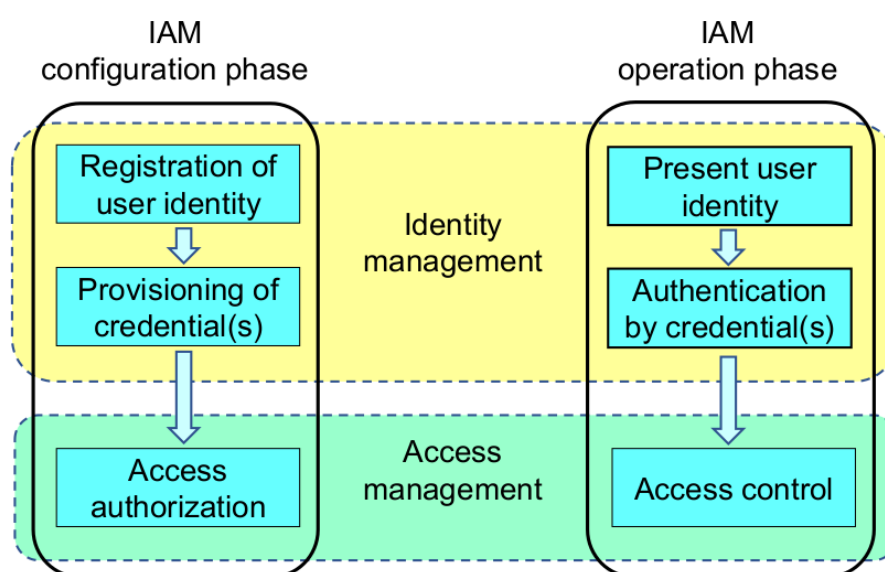 IAM
configuration phase
IAM
operation phase
Registration of
user identity
Present user
identity
Identity
management
Provisioning of
credential(s)
Authentication
by credential(s)
Access
management
Access
authorization
Access control